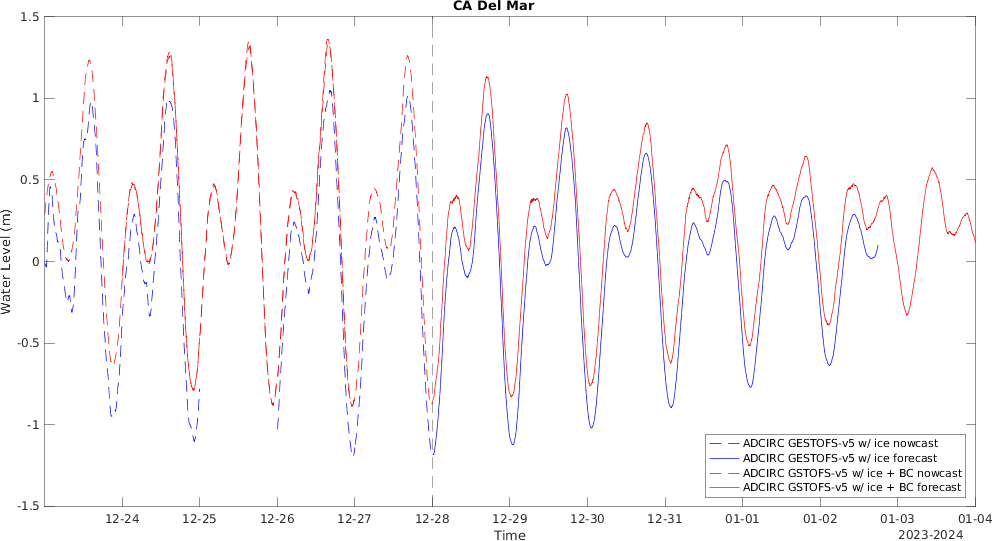 CA Del Mar
1.5
1
0.5
0
-0.5
-1
-1.5
Water Level (m)
12-24
12-25
12-26
12-27
12-28
12-29
12-30
12-31
01-01
01-02
01-03
01-04
Time
2023-2024
ADCIRC GESTOFS-v5 w/ ice nowcast
ADCIRC GESTOFS-v5 w/ ice forecast
ADCIRC GSTOFS-v5 w/ ice + BC nowcast
ADCIRC GSTOFS-v5 w/ ice + BC forecast